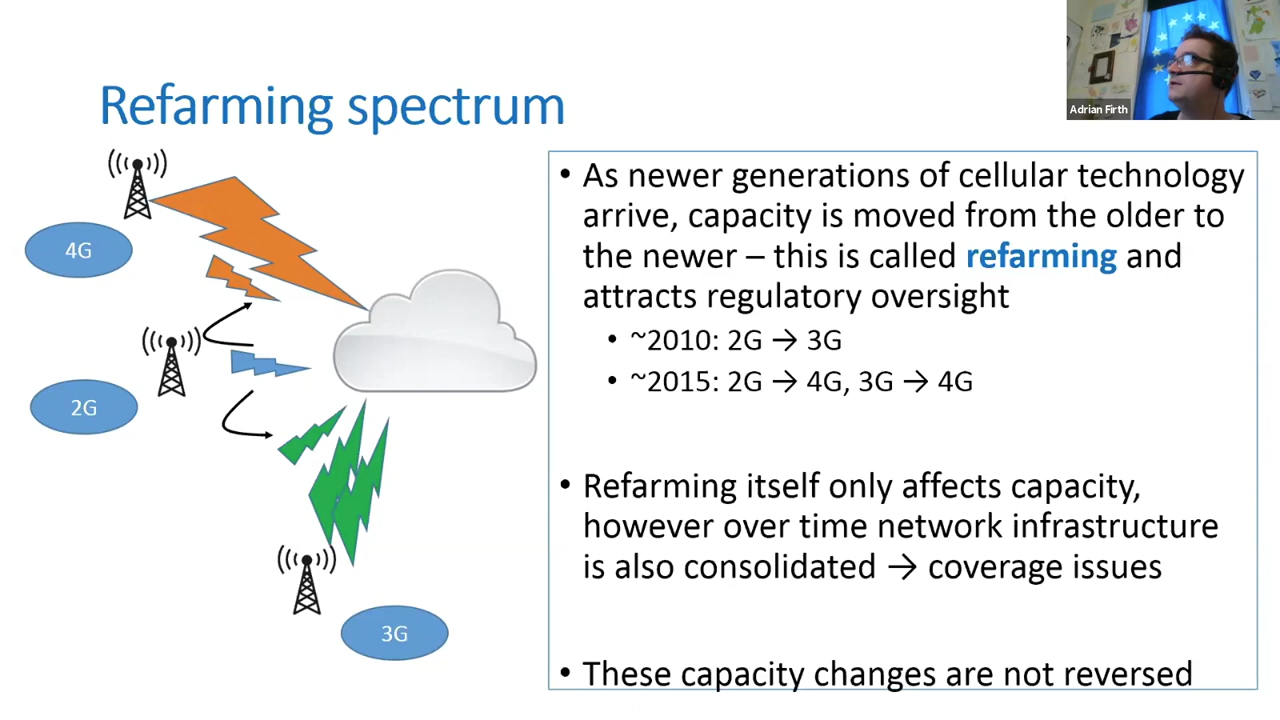 Adrian Firth
Refarming spectrum
4G
2G
3G
• As newer generations of cellular technology
arrive, capacity is moved from the older to
the newer – this is called refarming and
attracts regulatory oversight
• ~2010: 2G → 3G
• ~2015: 2G → 4G, 3G → 4G
• Refarming itself only affects capacity,
however over time network infrastructure
is also consolidated → coverage issues
• These capacity changes are not reversed